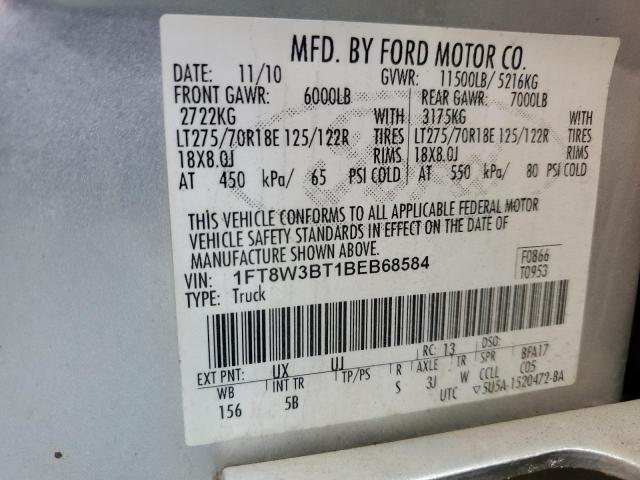 MFD. BY FORD MOTOR CO.
DATE: 11/10 GVWR: 11500LB/ 5216KG
FRONT GAWR: 6000LB REAR GAWR: 7000LB
2722KG WITH 3175KG WITH
LT275/70R18E 125/122R TIRES LT275/70R18E 125/122R TIRES
18X8.0J RIMS 18X8.0J RIMS
AT 450 kPa/ 65 PSI COLD AT 550 kPa/ 80 PSI COLD
THIS VEHICLE CONFORMS TO ALL APPLICABLE FEDERAL MOTOR
VEHICLE SAFETY STANDARDS IN EFFECT ON THE DATE OF
MANUFACTURE SHOWN ABOVE.
VIN: 1FT8W3BT1BEB68584 F0866
TYPE: Truck T0953
EXT PNT: UX UJ RC: 13 DSO:
WB INT TR TP/PS R AXLE TR SPR BFA17
156 5B S 3J W CCLL C05
UTC ▽5U5A-1520472-BA